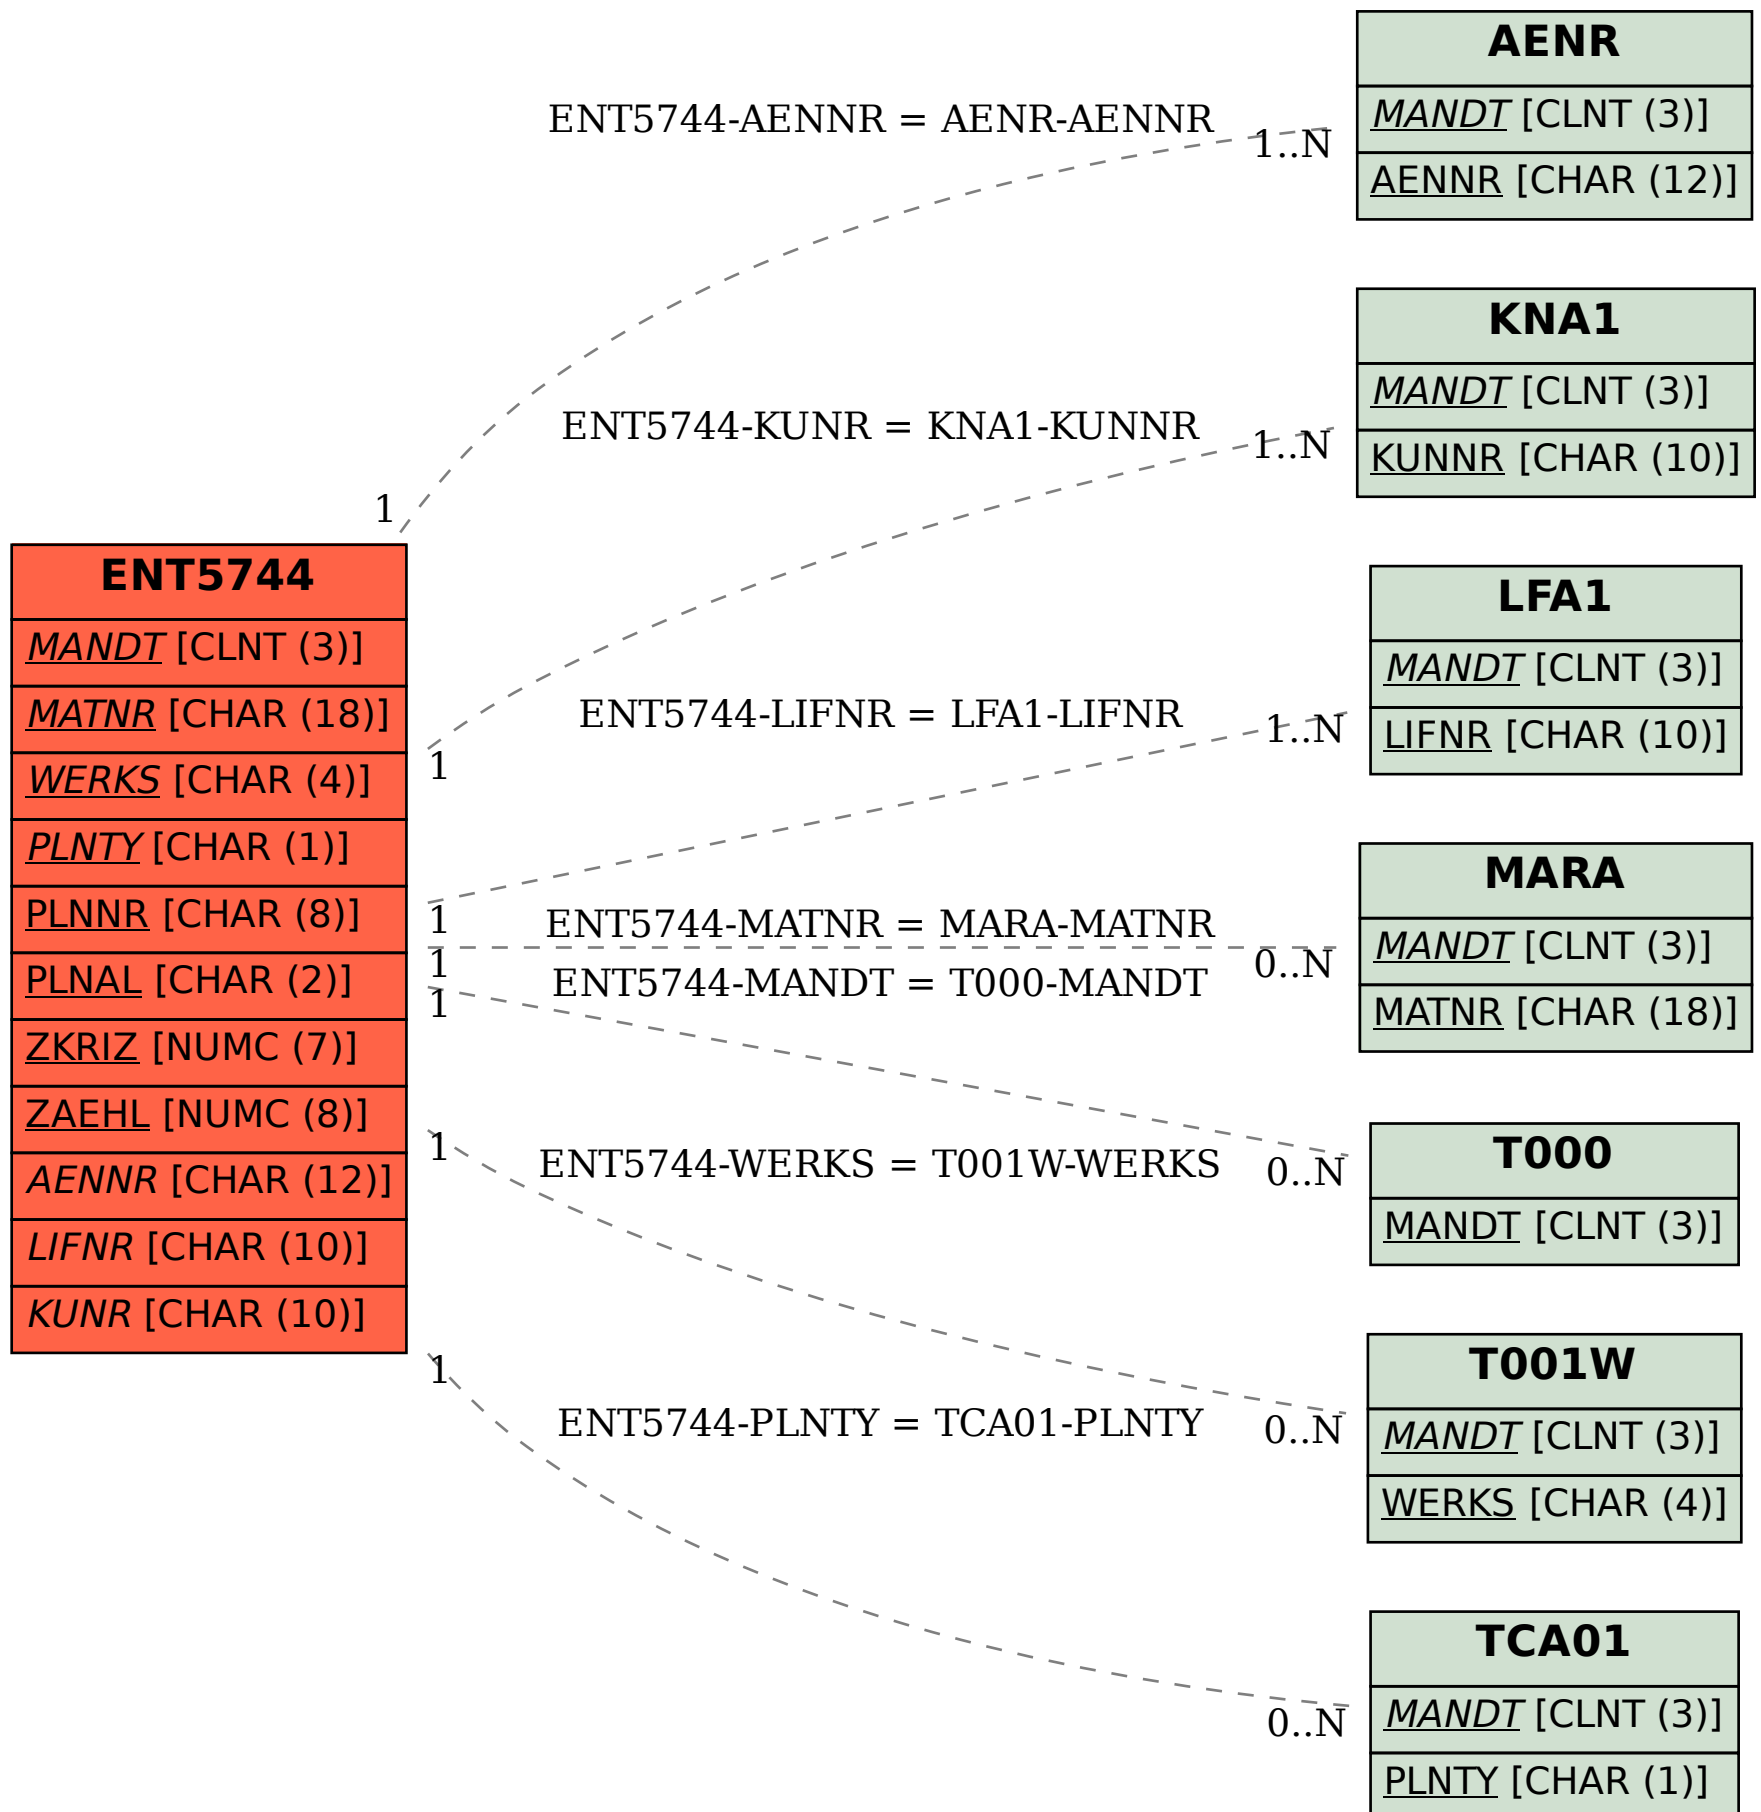 AENR
MANDT [CLNT (3)]
AENNR [CHAR (12)]
ENT5744-AENNR = AENR-AENNR
1..N
1
KNA1
MANDT [CLNT (3)]
KUNNR [CHAR (10)]
ENT5744-KUNR = KNA1-KUNNR
1..N
1
ENT5744
MANDT [CLNT (3)]
MATNR [CHAR (18)]
WERKS [CHAR (4)]
PLNTY [CHAR (1)]
PLNNR [CHAR (8)]
PLNAL [CHAR (2)]
ZKRIZ [NUMC (7)]
ZAEHL [NUMC (8)]
AENNR [CHAR (12)]
LIFNR [CHAR (10)]
KUNR [CHAR (10)]
LFA1
MANDT [CLNT (3)]
LIFNR [CHAR (10)]
ENT5744-LIFNR = LFA1-LIFNR
1..N
1
MARA
MANDT [CLNT (3)]
MATNR [CHAR (18)]
ENT5744-MATNR = MARA-MATNR
0..N
1
ENT5744-MANDT = T000-MANDT
1
T000
MANDT [CLNT (3)]
0..N
ENT5744-WERKS = T001W-WERKS
1
T001W
MANDT [CLNT (3)]
WERKS [CHAR (4)]
0..N
ENT5744-PLNTY = TCA01-PLNTY
1
TCA01
MANDT [CLNT (3)]
PLNTY [CHAR (1)]
0..N